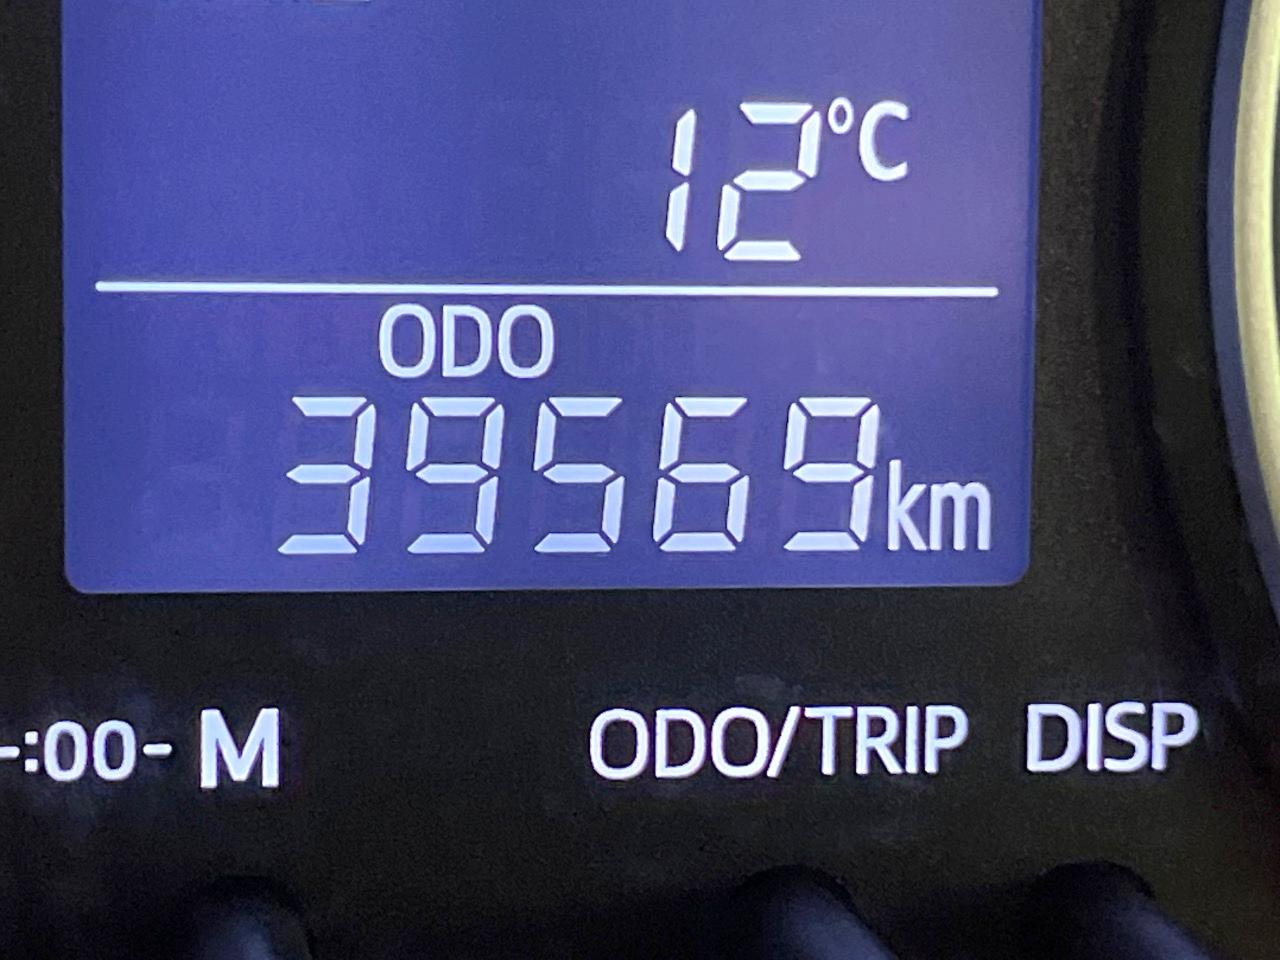 12°C
ODO
39569km
-:00- M ODO/TRIP DISP